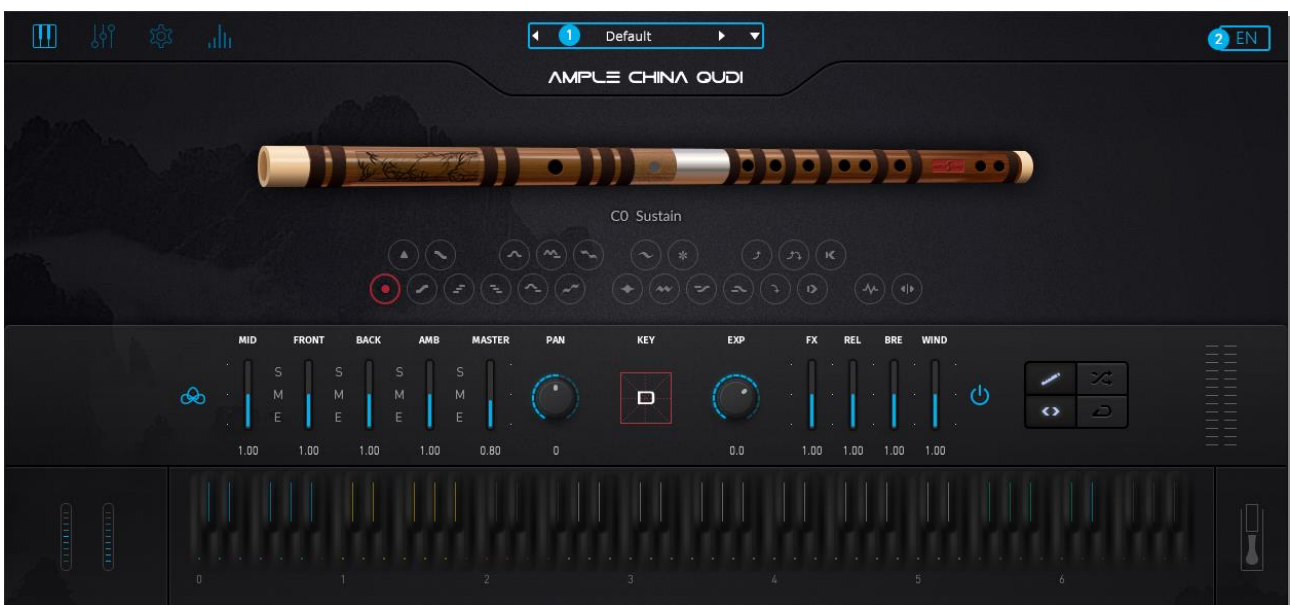 1 Default
2 EN
AMPLE CHINA QUDI
C0 Sustain
MID FRONT BACK AMB MASTER PAN KEY EXP FX REL BRE WIND
S S S S
M M M M
D
E E E E
1.00 1.00 1.00 1.00 0.80 0 0.0 1.00 1.00 1.00 1.00
0 1 2 3 4 5 6